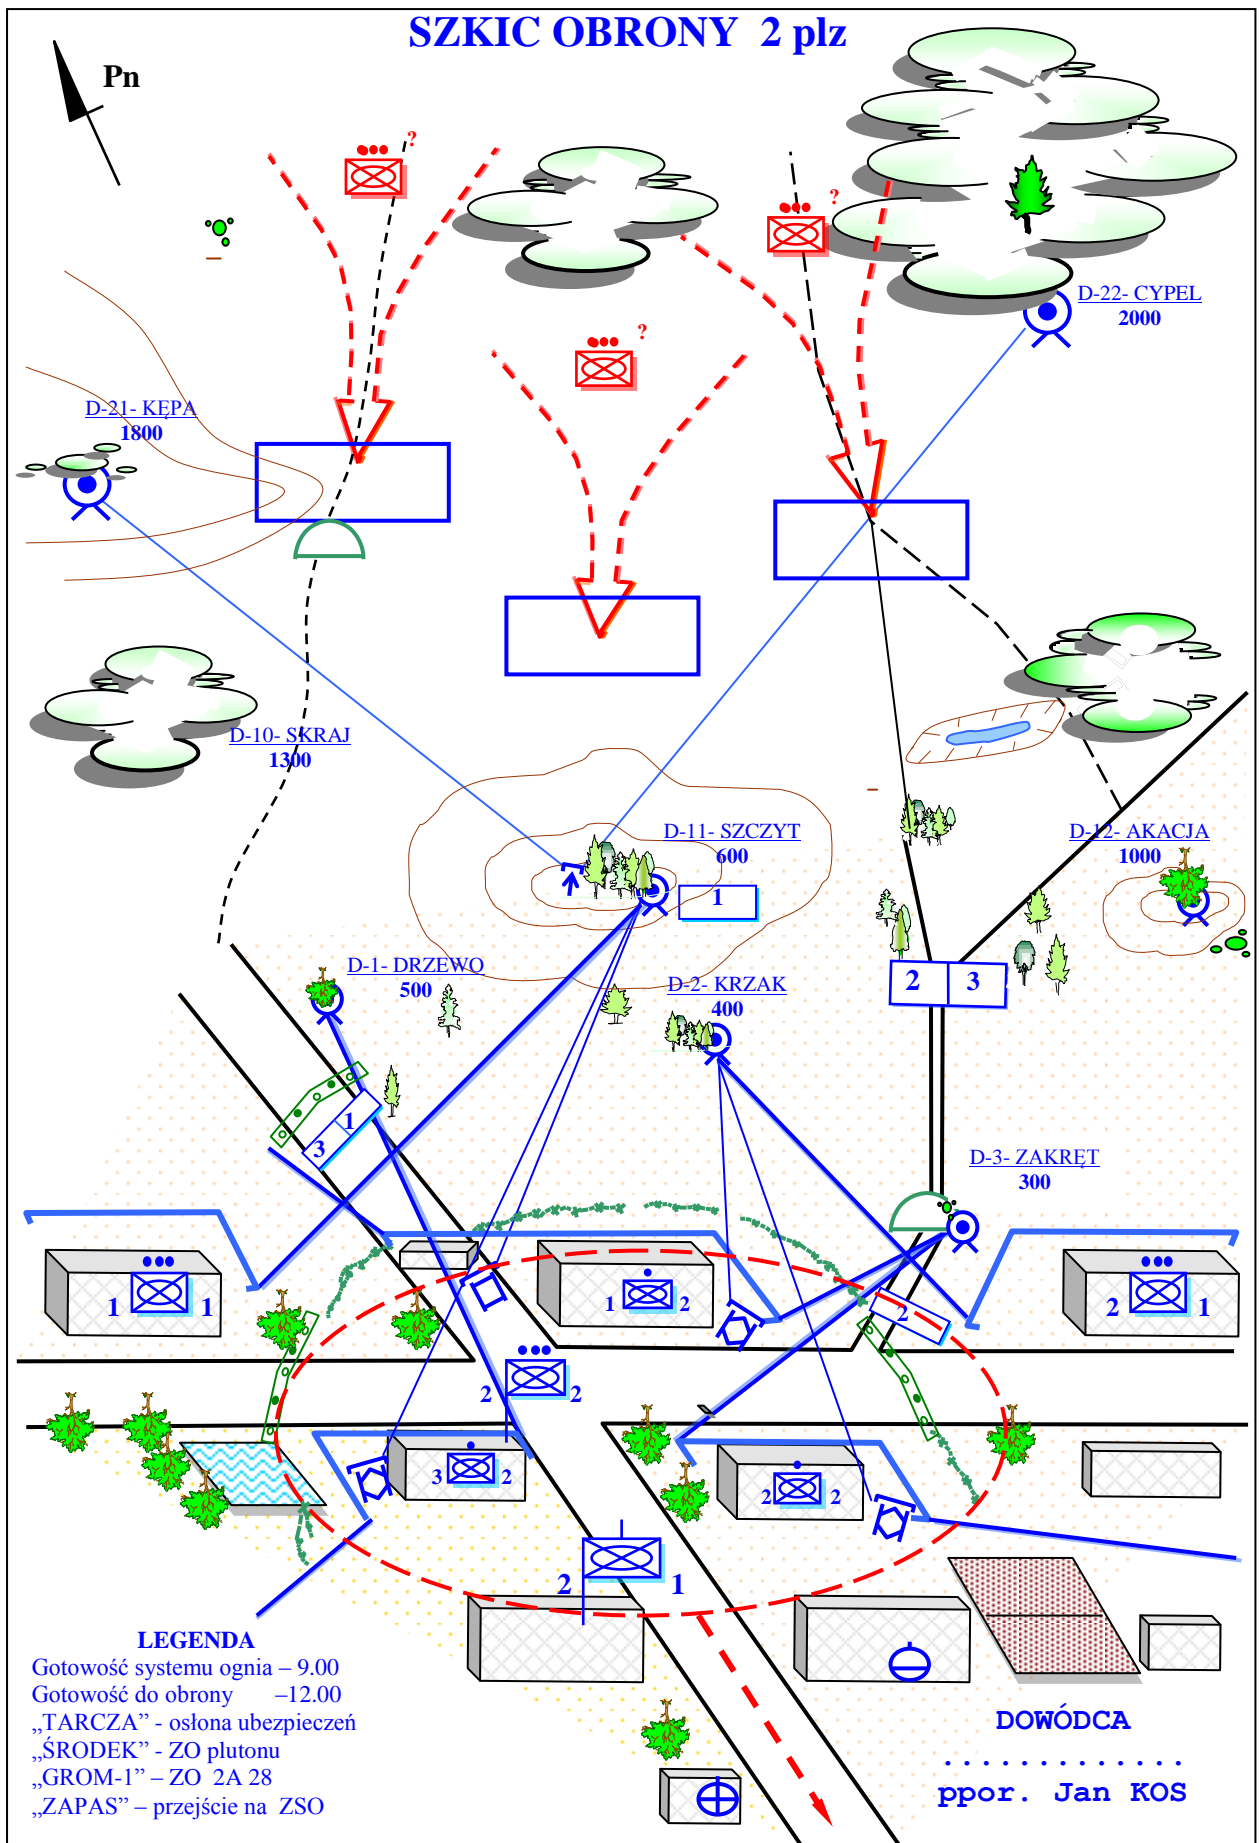 SZKIC OBRONY 2 plz
Pn
?
?
?
D-22- CYPEL
2000
D-21- KĘPA
1800
D-10- SKRAJ
1300
D-11- SZCZYT
600
1
D-12- AKACJA
1000
D-1- DRZEWO
500
D-2- KRZAK
400
2 3
3 1
D-3- ZAKRĘT
300
1 1
1 2
2
2 1
2 2
3 2
2 2
2 1
LEGENDA
Gotowość systemu ognia – 9.00
Gotowość do obrony –12.00
„TARCZA” - osłona ubezpieczeń
„ŚRODEK” - ZO plutonu
„GROM-1” – ZO 2A 28
„ZAPAS” – przejście na ZSO
DOWÓDCA
.............
ppor. Jan KOS